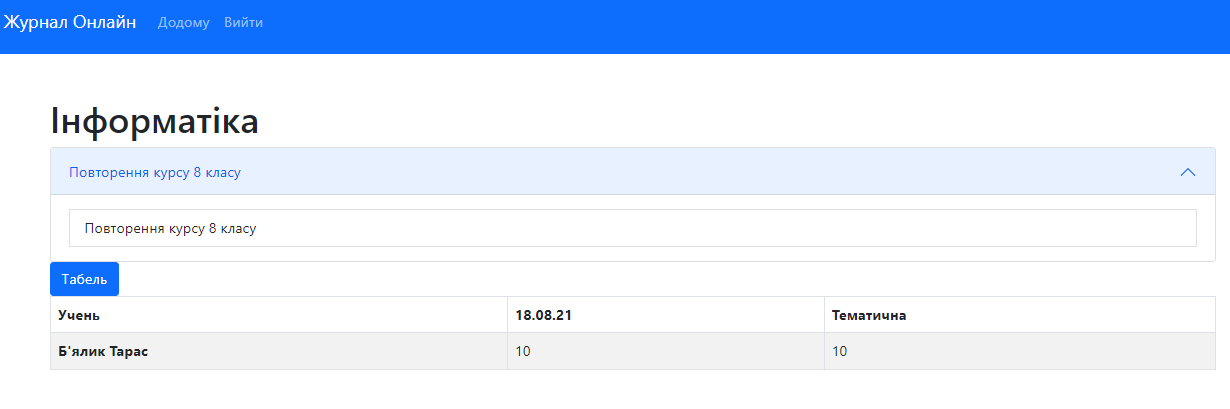 Журнал Онлайн Додому Вийти
Інформатіка
Повторення курсу 8 класу
Повторення курсу 8 класу
Табель
Учень 18.08.21 Тематична
Б'ялик Тарас 10 10